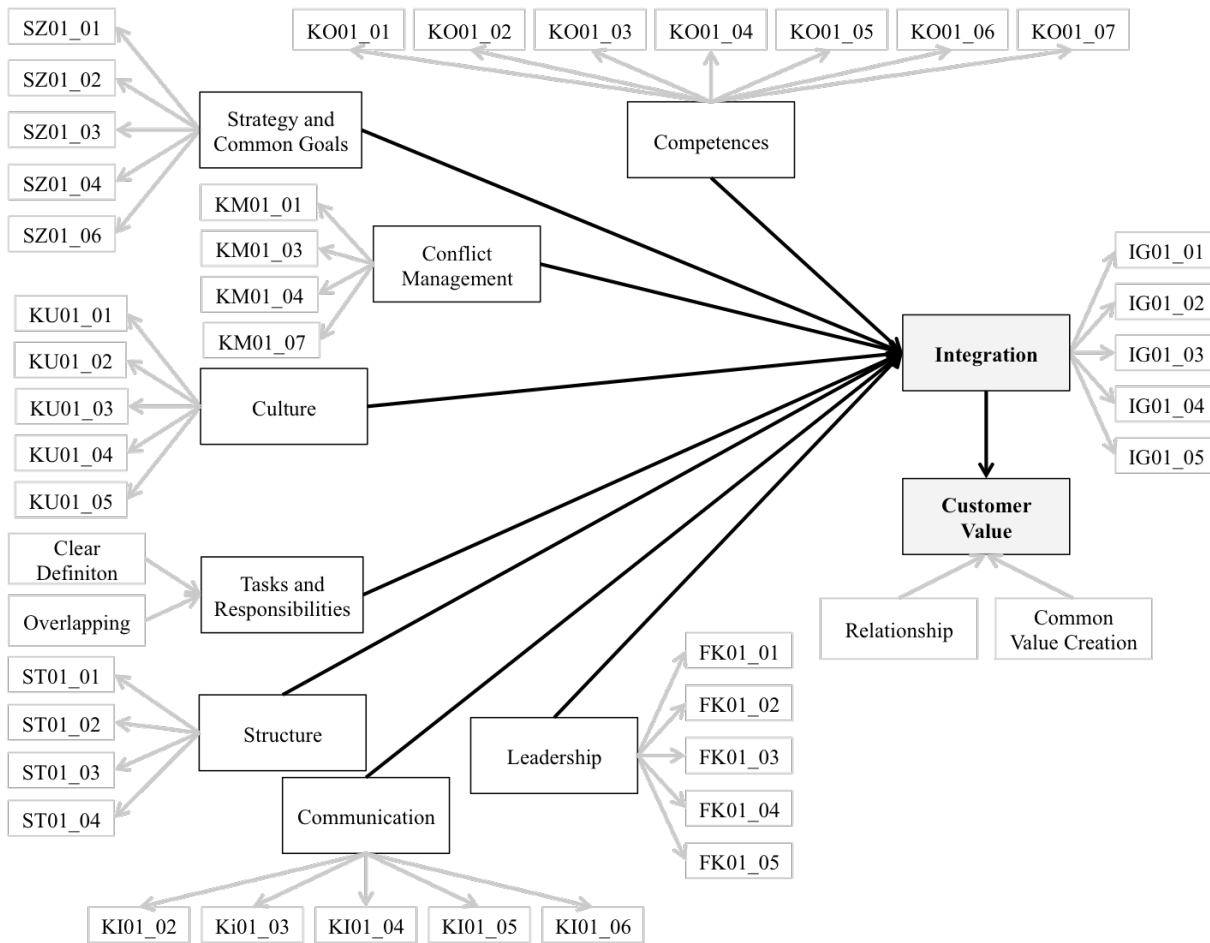 SZ01_01
SZ01_02
SZ01_03
SZ01_04
SZ01_06
Strategy and
Common Goals
KO01_01
KO01_02
KO01_03
KO01_04
KO01_05
KO01_06
KO01_07
Competences
KM01_01
KM01_03
KM01_04
KM01_07
Conflict
Management
KU01_01
KU01_02
KU01_03
KU01_04
KU01_05
Culture
Integration
IG01_01
IG01_02
IG01_03
IG01_04
IG01_05
Customer
Value
Relationship
Common
Value Creation
Clear
Definiton
Overlapping
Tasks and
Responsibilities
ST01_01
ST01_02
ST01_03
ST01_04
Structure
Leadership
FK01_01
FK01_02
FK01_03
FK01_04
FK01_05
Communication
KI01_02
Ki01_03
KI01_04
KI01_05
KI01_06